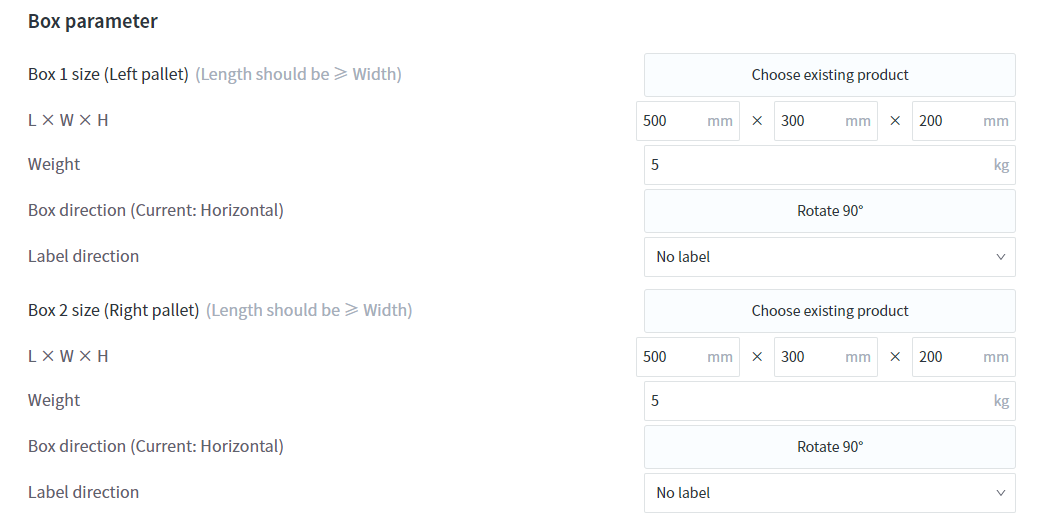 Box parameter
Box 1 size (Left pallet) (Length should be ⩾ Width) Choose existing product
L × W × H 500 mm × 300 mm × 200 mm
Weight 5 kg
Box direction (Current: Horizontal) Rotate 90°
Label direction No label
Box 2 size (Right pallet) (Length should be ⩾ Width) Choose existing product
L × W × H 500 mm × 300 mm × 200 mm
Weight 5 kg
Box direction (Current: Horizontal) Rotate 90°
Label direction No label